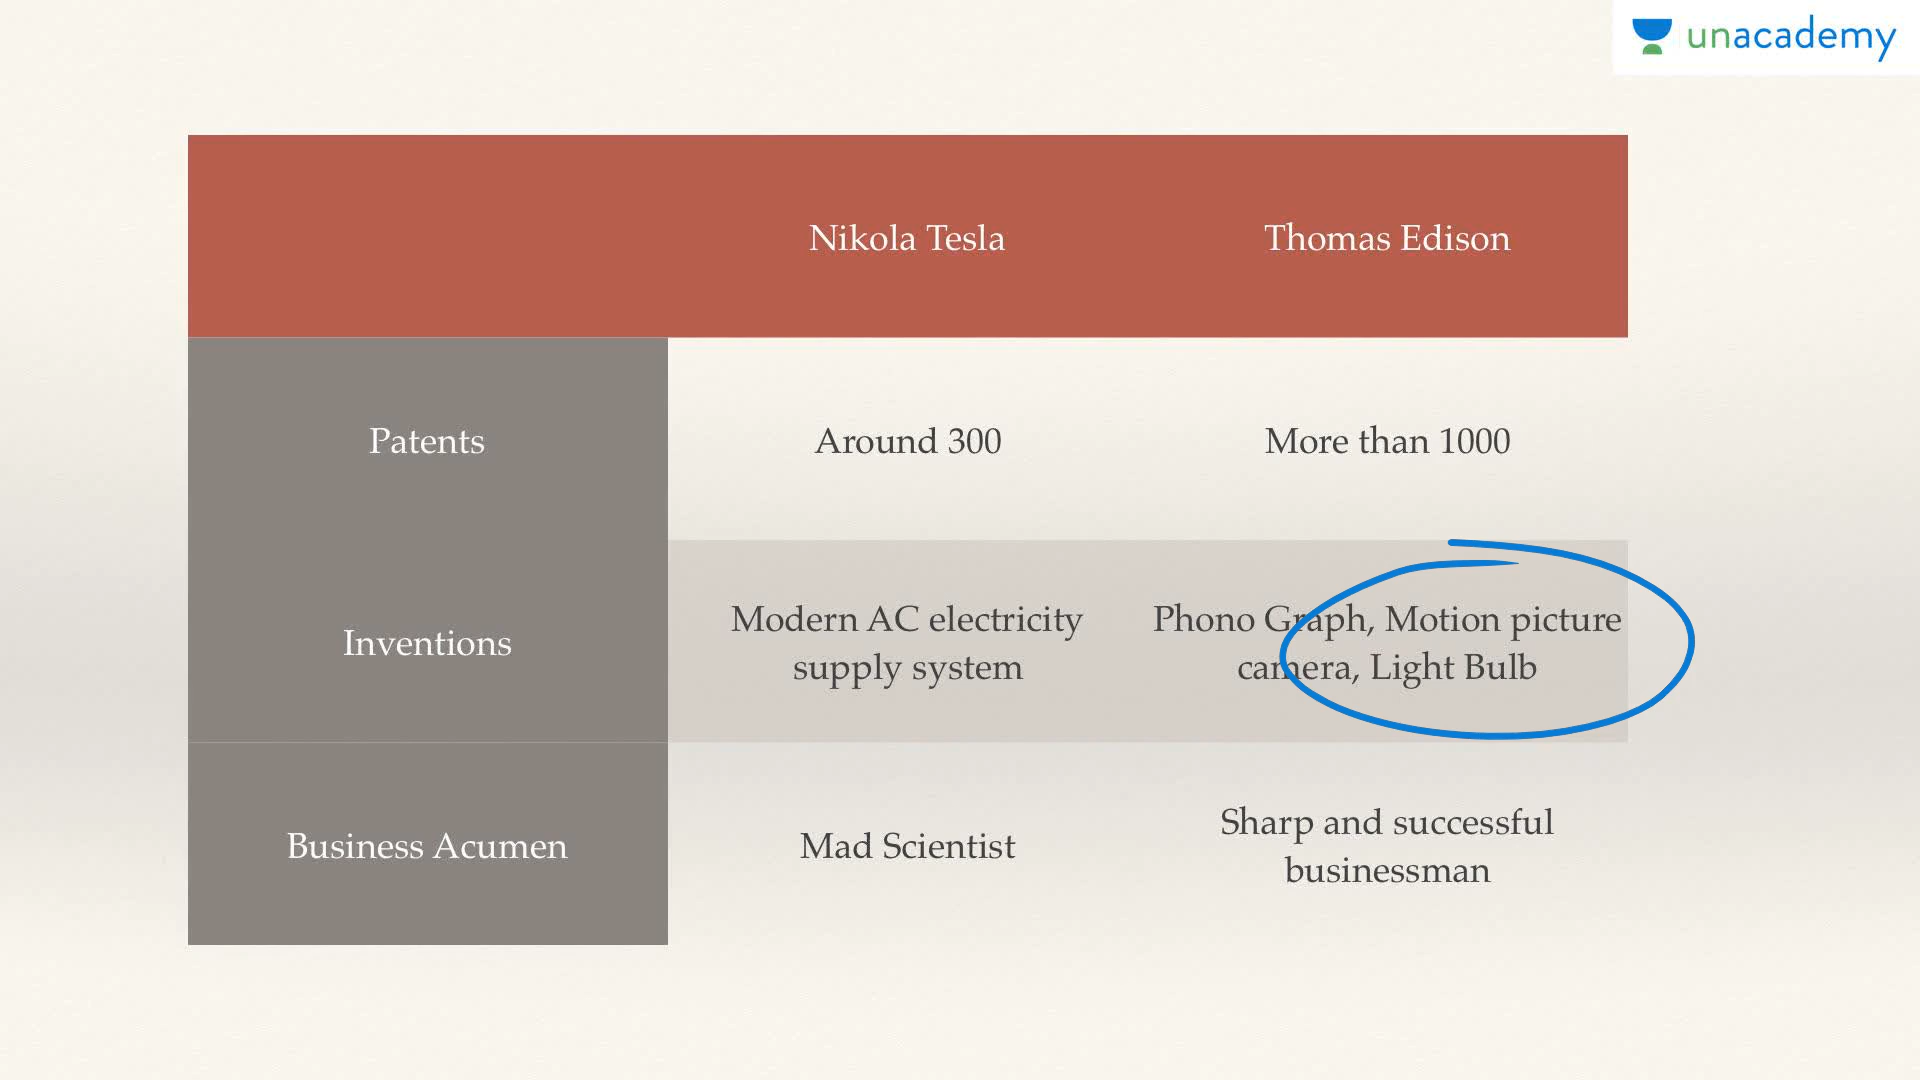 unacademy
Nikola Tesla
Thomas Edison
Patents
Around 300
More than 1000
Inventions
Modern AC electricity
supply system
Phono Graph, Motion picture
camera, Light Bulb
Business Acumen
Mad Scientist
Sharp and successful
businessman